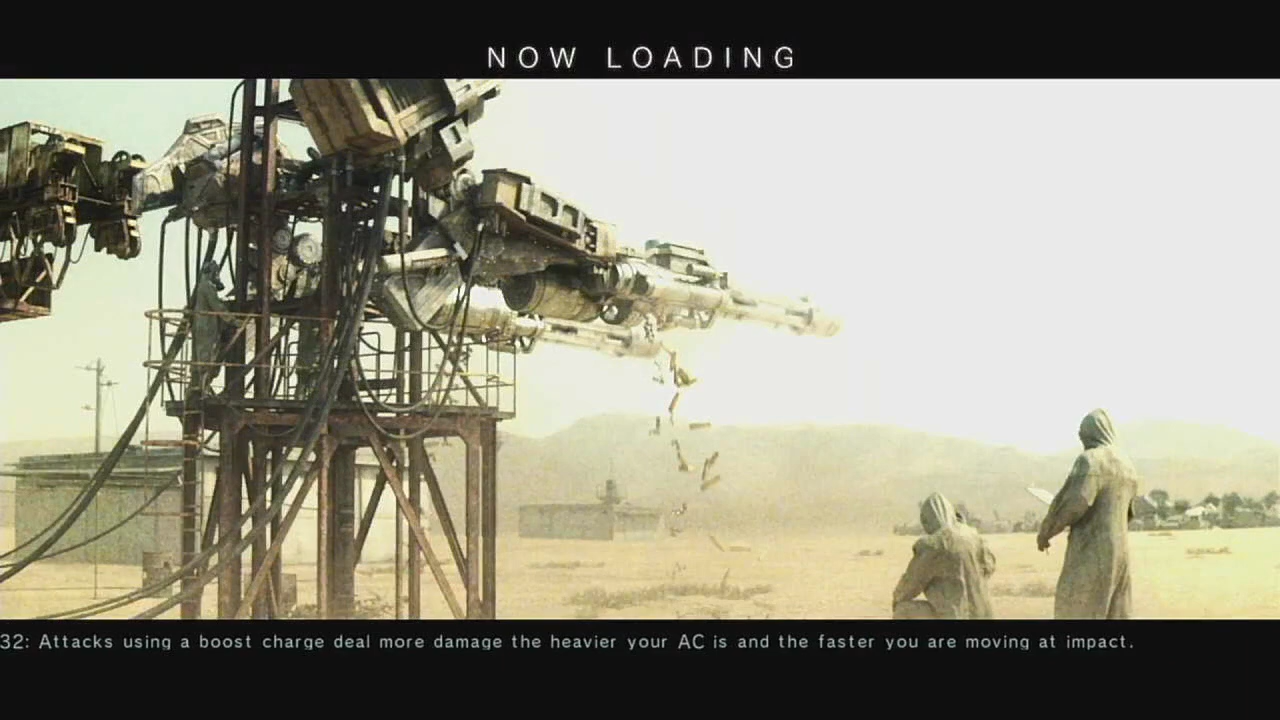 NOW LOADING
32: Attacks using a boost charge deal more damage the heavier your AC is and the faster you are moving at impact.